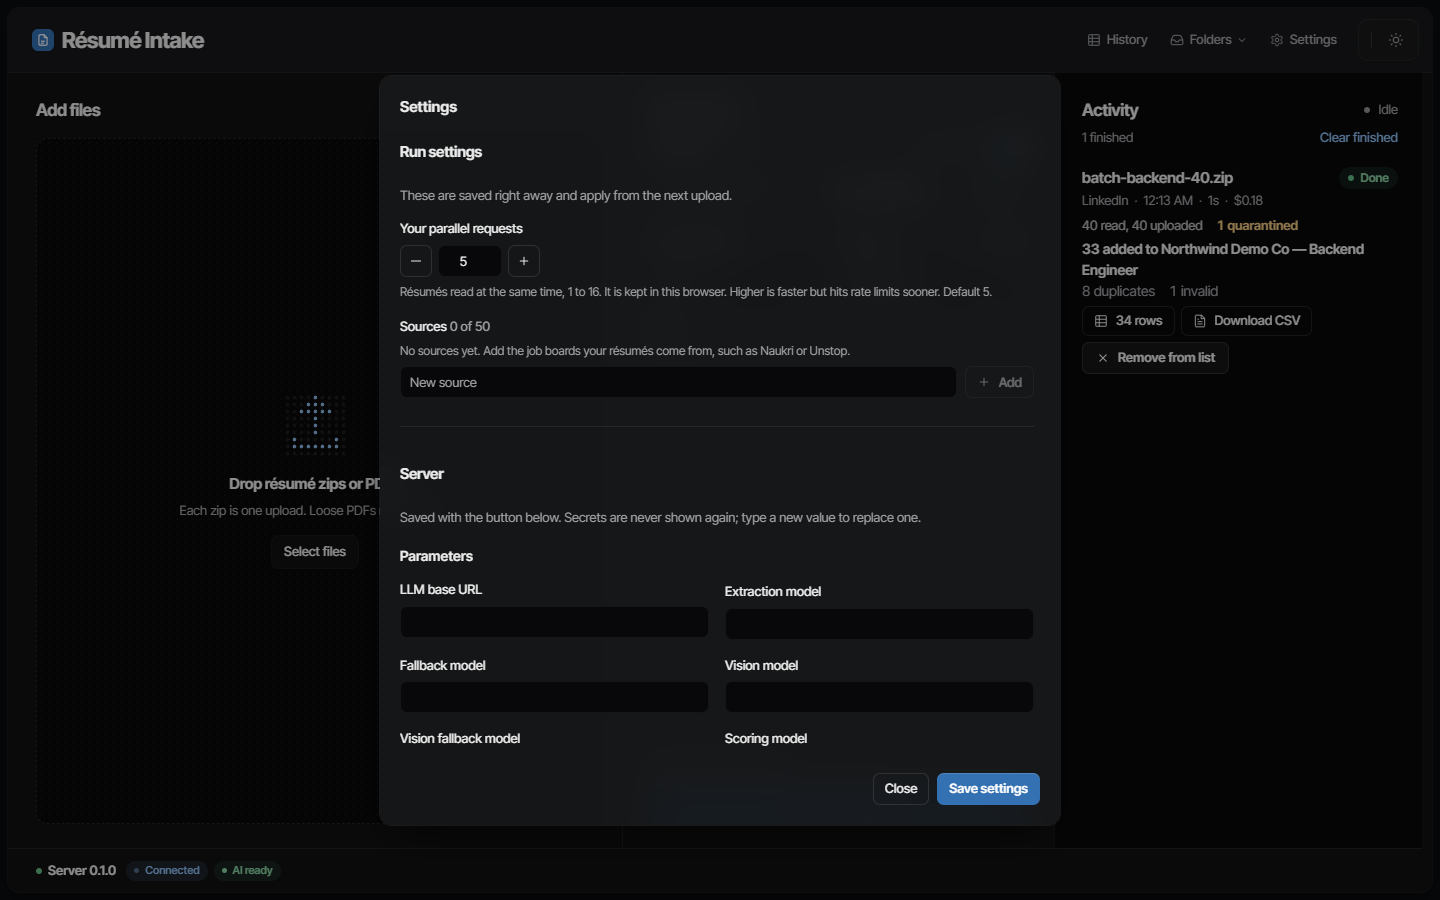 Résumé Intake
History
Folders
Settings
Add files
Drop résumé zips or PD
Each zip is one upload. Loose PDFs
Select files
Settings
Run settings
These are saved right away and apply from the next upload.
Your parallel requests
5
Résumés read at the same time, 1 to 16. It is kept in this browser. Higher is faster but hits rate limits sooner. Default 5.
Sources 0 of 50
No sources yet. Add the job boards your résumés come from, such as Naukri or Unstop.
New source
Add
Server
Saved with the button below. Secrets are never shown again; type a new value to replace one.
Parameters
LLM base URL
Extraction model
Fallback model
Vision model
Vision fallback model
Scoring model
Close
Save settings
Activity
Idle
1 finished
Clear finished
batch-backend-40.zip
Done
LinkedIn · 12:13 AM · 1s · $0.18
40 read, 40 uploaded 1 quarantined
33 added to Northwind Demo Co — Backend
Engineer
8 duplicates 1 invalid
34 rows
Download CSV
Remove from list
Server 0.1.0
Connected
AI ready